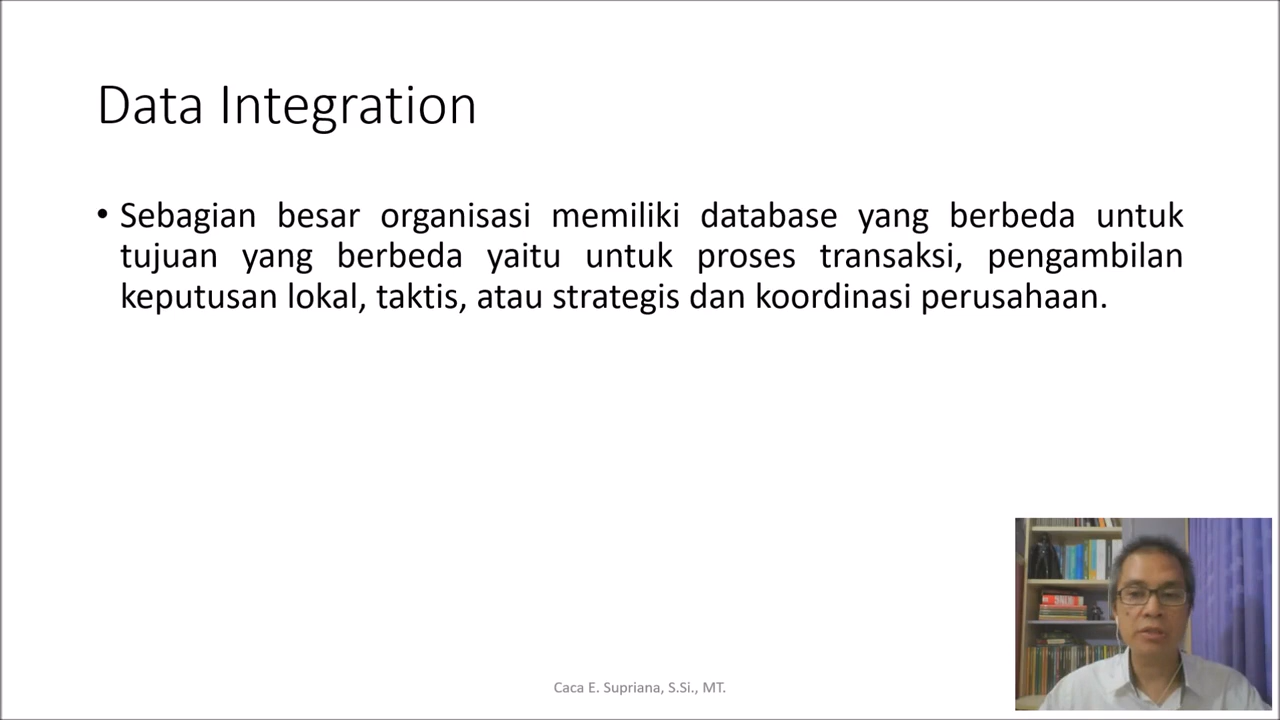 Data Integration
• Sebagian besar organisasi memiliki database yang berbeda untuk
tujuan yang berbeda yaitu untuk proses transaksi, pengambilan
keputusan lokal, taktis, atau strategis dan koordinasi perusahaan.
Caca E. Supriana, S.Si., MT.